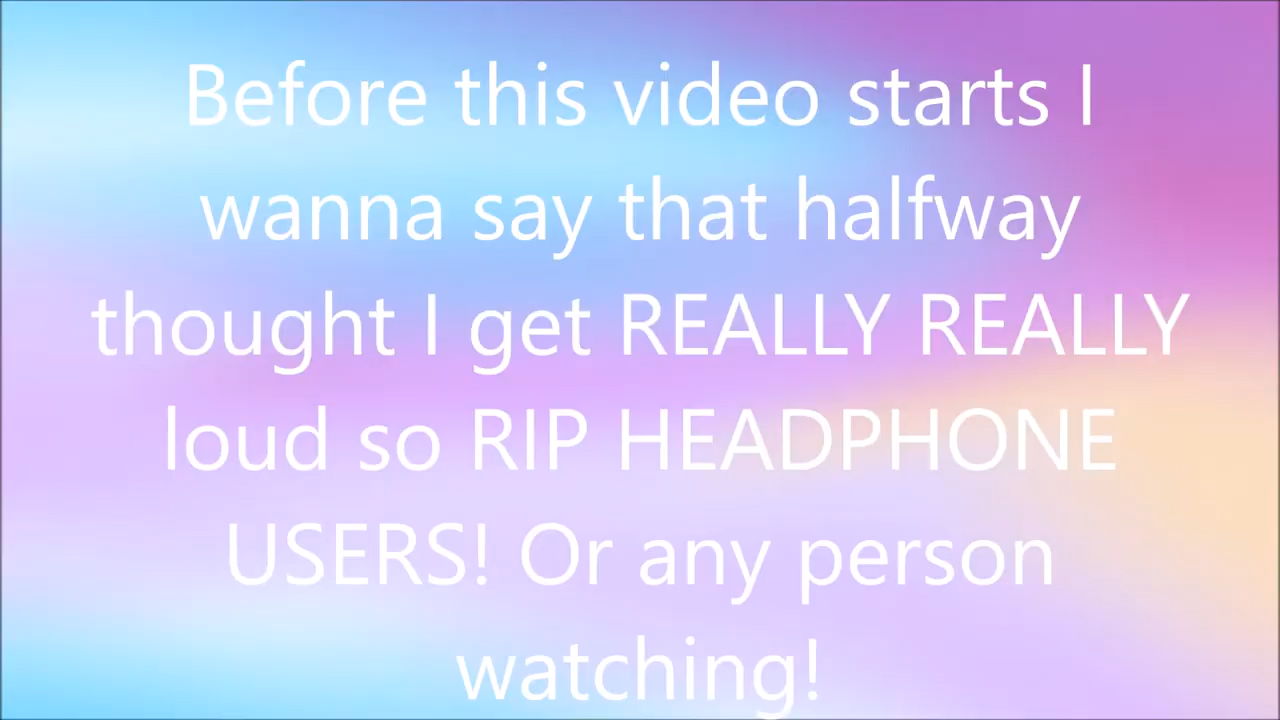 Before this video starts I
wanna say that halfway
thought I get REALLY REALLY
loud so RIP HEADPHONE
USERS! Or any person
watching!